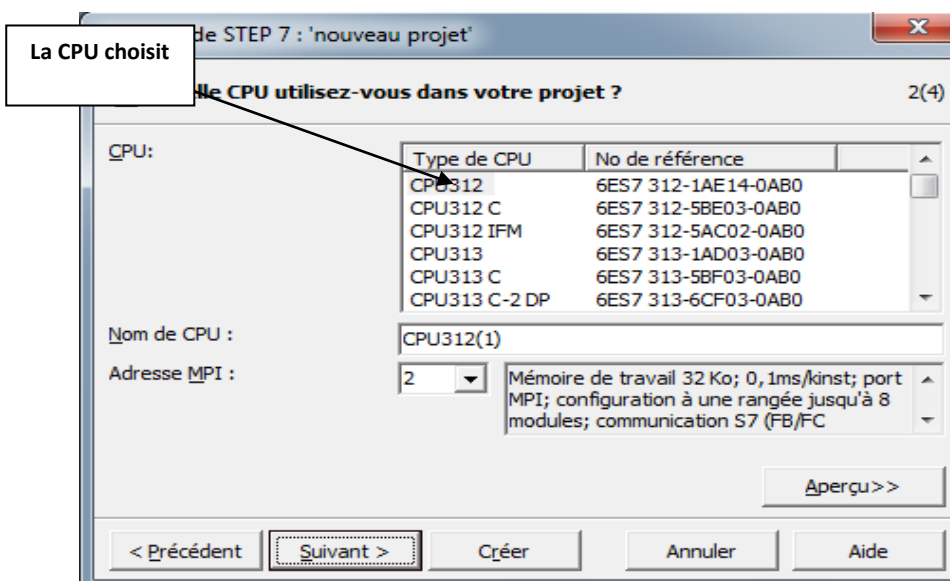 de STEP 7 : 'nouveau projet'
La CPU choisit
lle CPU utilisez-vous dans votre projet ?
2(4)
CPU:
Type de CPU No de référence
CPU312 6ES7 312-1AE14-0AB0
CPU312 C 6ES7 312-5BE03-0AB0
CPU312 IFM 6ES7 312-5AC02-0AB0
CPU313 6ES7 313-1AD03-0AB0
CPU313 C 6ES7 313-5BF03-0AB0
CPU313 C-2 DP 6ES7 313-6CF03-0AB0
Nom de CPU :
CPU312(1)
Adresse MPI :
2
Mémoire de travail 32 Ko; 0,1ms/kinst; port
MPI; configuration à une rangée jusqu'à 8
modules; communication S7 (FB/FC
Aperçu>>
< Précédent Suivant > Créer Annuler Aide